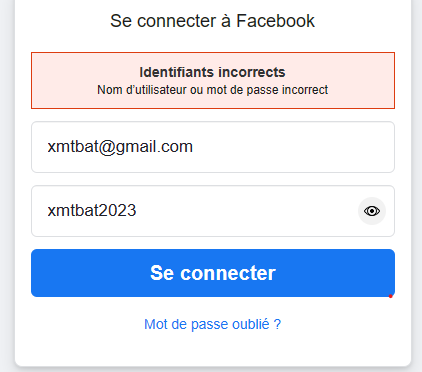 Se connecter à Facebook
Identifiants incorrects
Nom d'utilisateur ou mot de passe incorrect
xmtbat@gmail.com
xmtbat2023
Se connecter
Mot de passe oublié ?